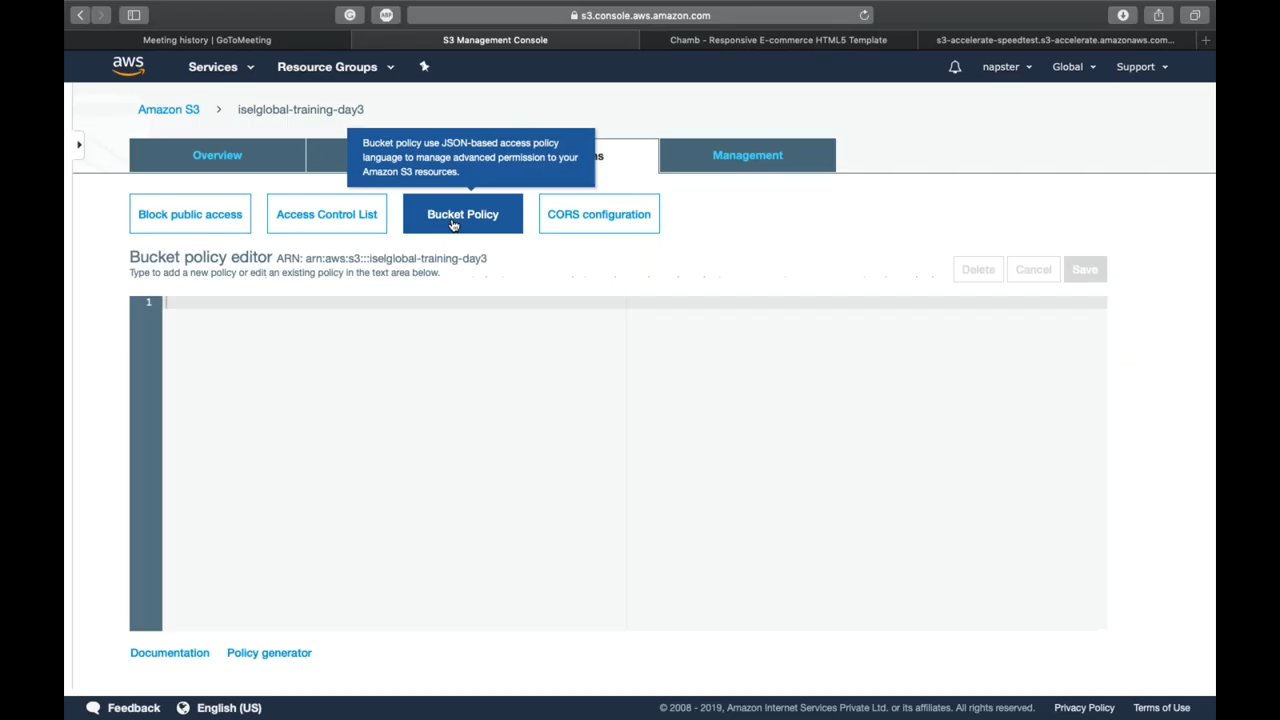 s3.console.aws.amazon.com
Meeting history | GoToMeeting
S3 Management Console
Chamb - Responsive E-commerce HTML5 Template
s3-accelerate-speedtest.s3-accelerate.amazonaws.com...
aws
Services
Resource Groups
napster
Global
Support
Amazon S3 > iselglobal-training-day3
Overview
Management
Bucket policy use JSON-based access policy
language to manage advanced permission to your
Amazon S3 resources.
Block public access
Access Control List
Bucket Policy
CORS configuration
Bucket policy editor ARN: arn:aws:s3:::iselglobal-training-day3
Type to add a new policy or edit an existing policy in the text area below.
Delete
Cancel
Save
1
Documentation
Policy generator
Feedback
English (US)
© 2008 - 2019, Amazon Internet Services Private Ltd. or its affiliates. All rights reserved.
Privacy Policy
Terms of Use